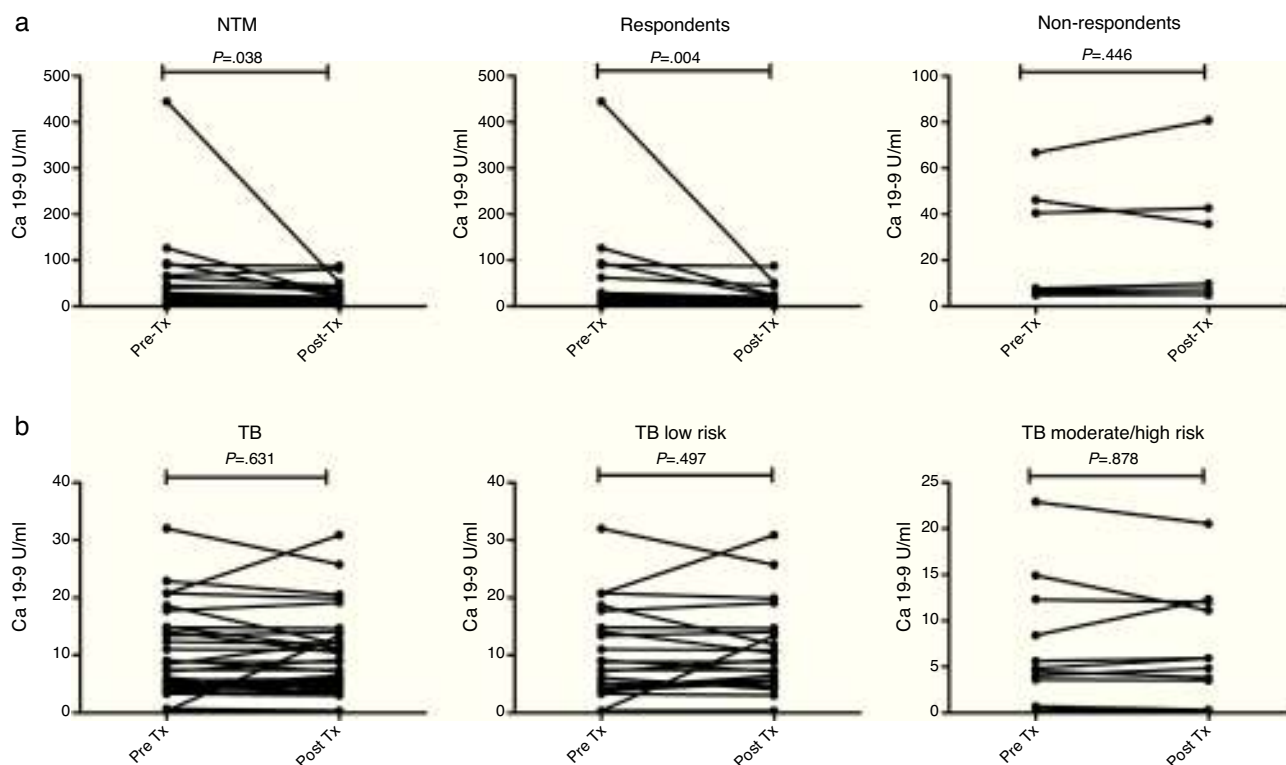 a
NTM
Respondents
Non-respondents
P=.038
P=.004
P=.446
Ca 19-9 U/ml
500
400
300
200
100
0
Pre-Tx
Post-Tx
Ca 19-9 U/ml
500
400
300
200
100
0
Pre-Tx
Post-Tx
Ca 19-9 U/ml
100
80
60
40
20
0
Pre-Tx
Post-Tx
b
TB
TB low risk
TB moderate/high risk
P=.631
P=.497
P=.878
Ca 19-9 U/ml
40
30
20
10
0
Pre Tx
Post Tx
Ca 19-9 U/ml
40
30
20
10
0
Pre Tx
Post Tx
Ca 19-9 U/ml
25
20
15
10
5
0
Pre Tx
Post Tx